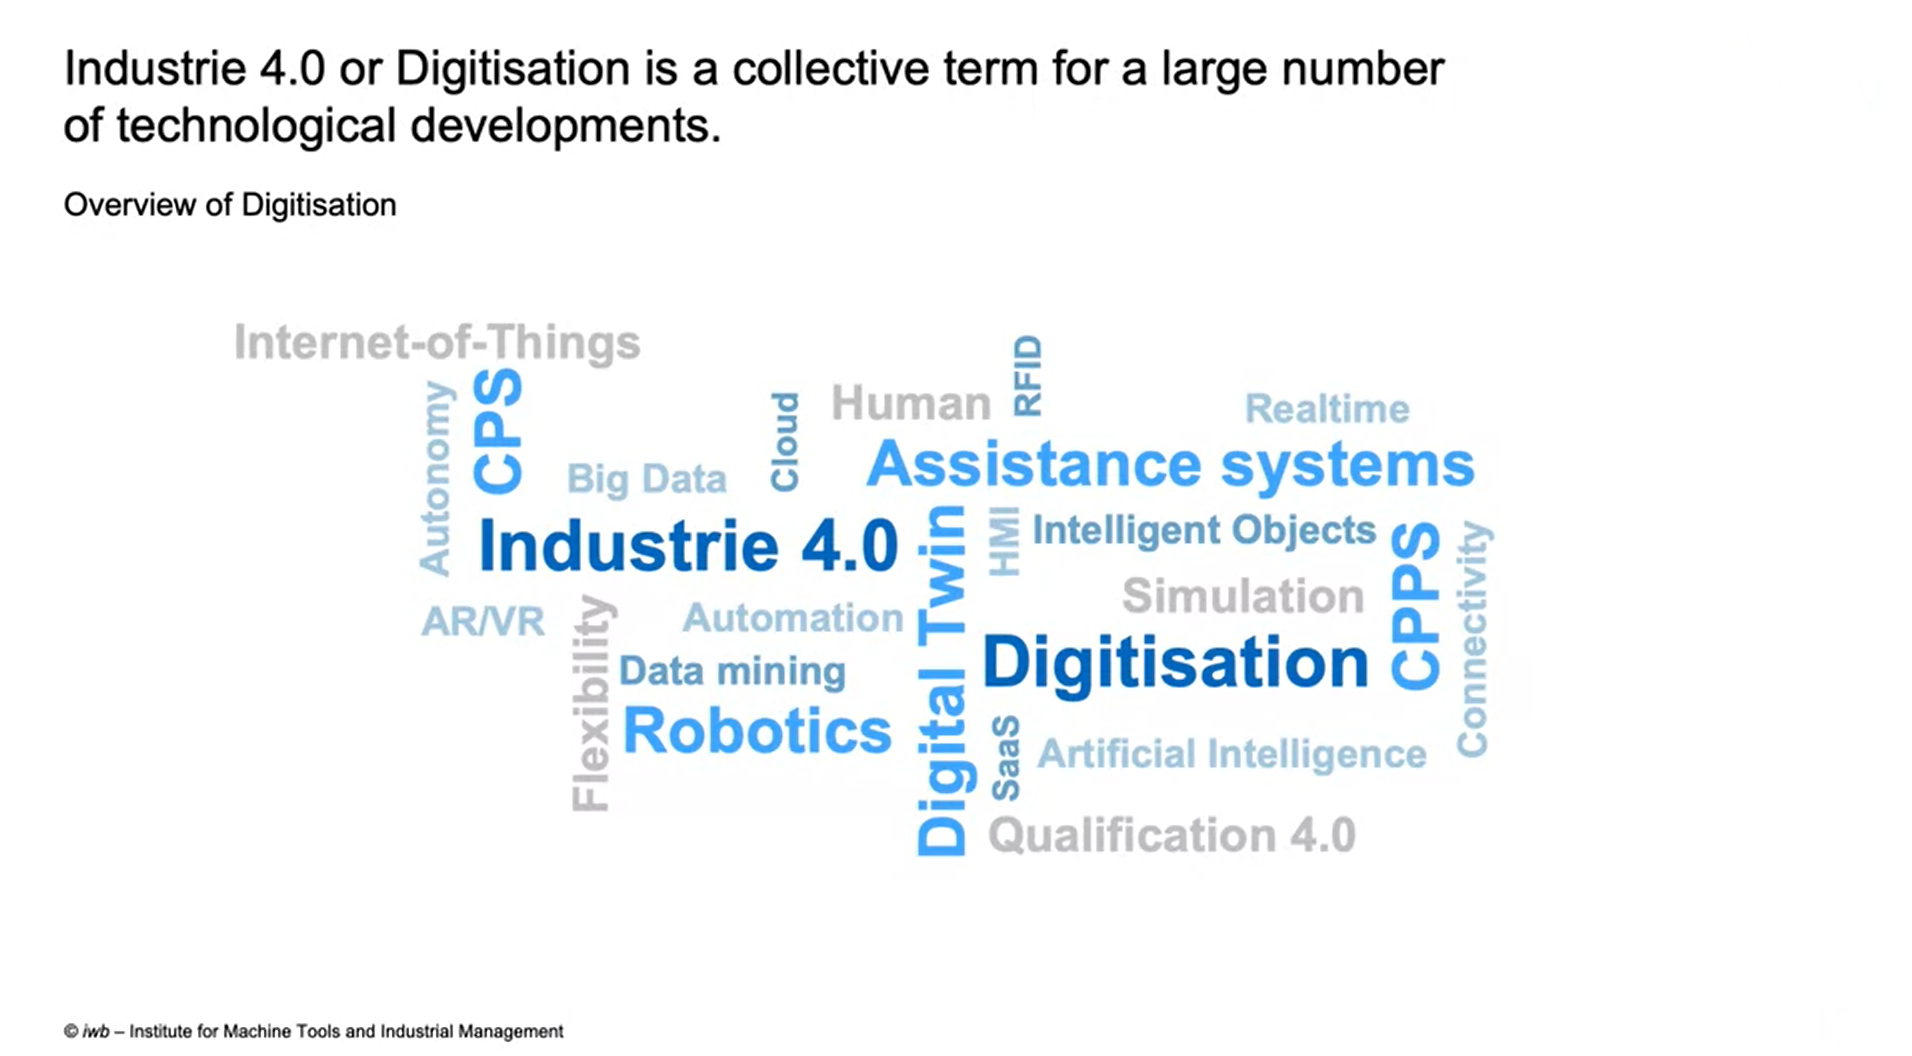 Industrie 4.0 or Digitisation is a collective term for a large number
of technological developments.
Overview of Digitisation
Internet-of-Things
Autonomy
CPS
Big Data
Cloud
Human
RFID
Realtime
Assistance systems
Industrie 4.0
Digital Twin
HMI
Intelligent Objects
CPPS
Connectivity
Simulation
AR/VR
Flexibility
Automation
Data mining
Digitisation
Robotics
SaaS
Artificial Intelligence
Qualification 4.0
© iwb – Institute for Machine Tools and Industrial Management